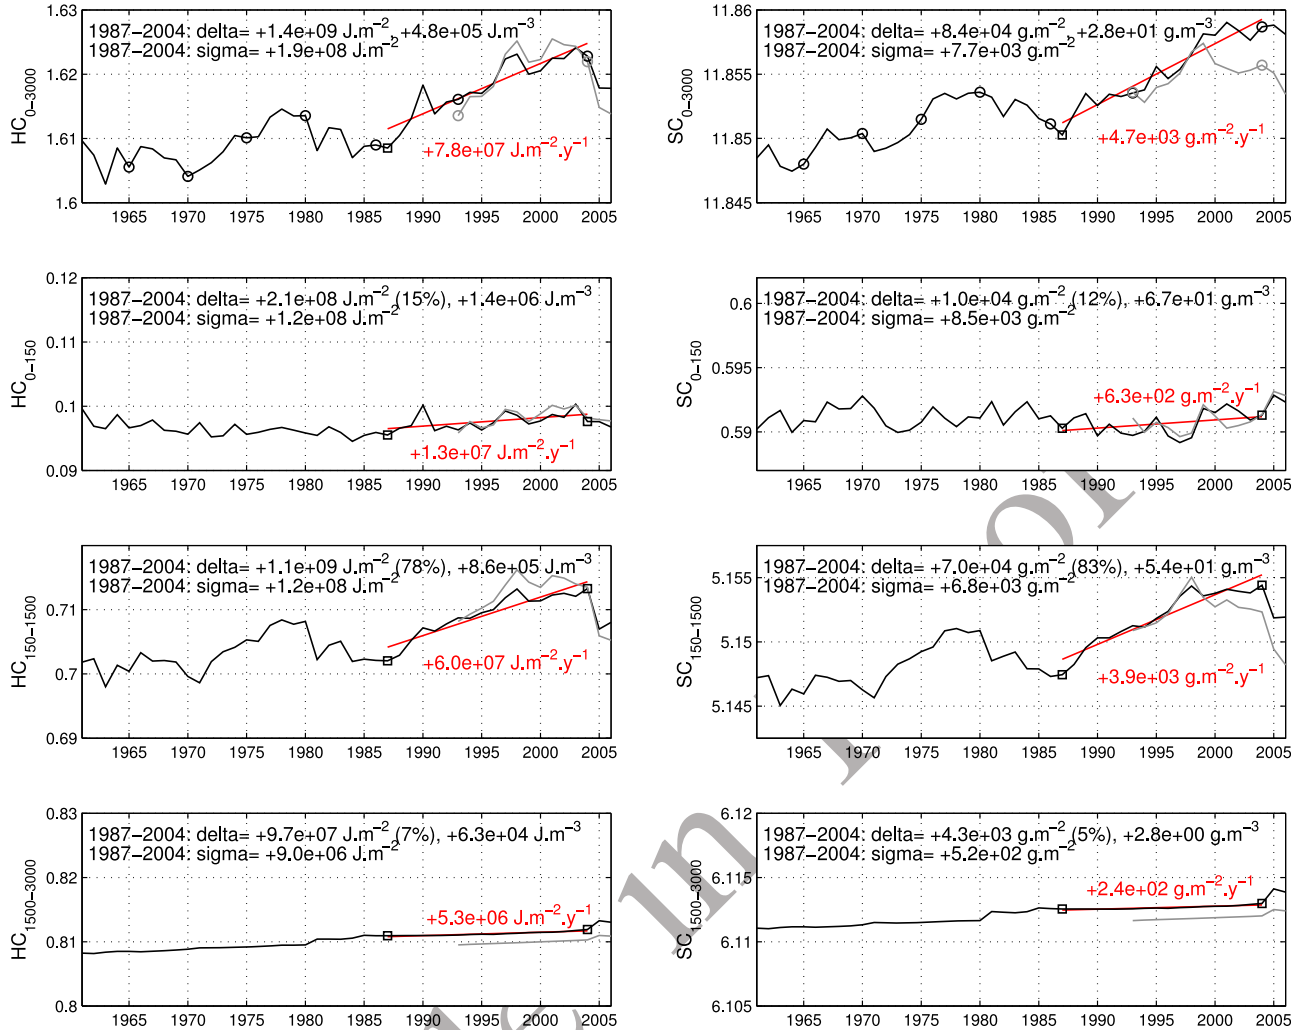 1987−2004: delta= +1.4e+09 J.m−2, +4.8e+05 J.m−3
1987−2004: sigma= +1.9e+08 J.m−2
+7.8e+07 J.m−2.y−1
HC0−3000
1.63
1.62
1.61
1.6
1965 1970 1975 1980 1985 1990 1995 2000 2005
1987−2004: delta= +8.4e+04 g.m−2, +2.8e+01 g.m−3
1987−2004: sigma= +7.7e+03 g.m−2
+4.7e+03 g.m−2.y−1
SC0−3000
11.86
11.855
11.85
11.845
1965 1970 1975 1980 1985 1990 1995 2000 2005
1987−2004: delta= +2.1e+08 J.m−2 (15%), +1.4e+06 J.m−3
1987−2004: sigma= +1.2e+08 J.m−2
+1.3e+07 J.m−2.y−1
HC0−150
0.12
0.11
0.1
0.09
1965 1970 1975 1980 1985 1990 1995 2000 2005
1987−2004: delta= +1.0e+04 g.m−2 (12%), +6.7e+01 g.m−3
1987−2004: sigma= +8.5e+03 g.m−2
+6.3e+02 g.m−2.y−1
SC0−150
0.6
0.595
0.59
1965 1970 1975 1980 1985 1990 1995 2000 2005
1987−2004: delta= +1.1e+09 J.m−2 (78%), +8.6e+05 J.m−3
1987−2004: sigma= +1.2e+08 J.m−2
+6.0e+07 J.m−2.y−1
HC150−1500
0.71
0.7
0.69
1965 1970 1975 1980 1985 1990 1995 2000 2005
1987−2004: delta= +7.0e+04 g.m−2 (83%), +5.4e+01 g.m−3
1987−2004: sigma= +6.8e+03 g.m−2
+3.9e+03 g.m−2.y−1
SC150−1500
5.155
5.15
5.145
1965 1970 1975 1980 1985 1990 1995 2000 2005
1987−2004: delta= +9.7e+07 J.m−2 (7%), +6.3e+04 J.m−3
1987−2004: sigma= +9.0e+06 J.m−2
+5.3e+06 J.m−2.y−1
HC1500−3000
0.83
0.82
0.81
0.8
1965 1970 1975 1980 1985 1990 1995 2000 2005
1987−2004: delta= +4.3e+03 g.m−2 (5%), +2.8e+00 g.m−3
1987−2004: sigma= +5.2e+02 g.m−2
+2.4e+02 g.m−2.y−1
SC1500−3000
6.12
6.115
6.11
6.105
1965 1970 1975 1980 1985 1990 1995 2000 2005